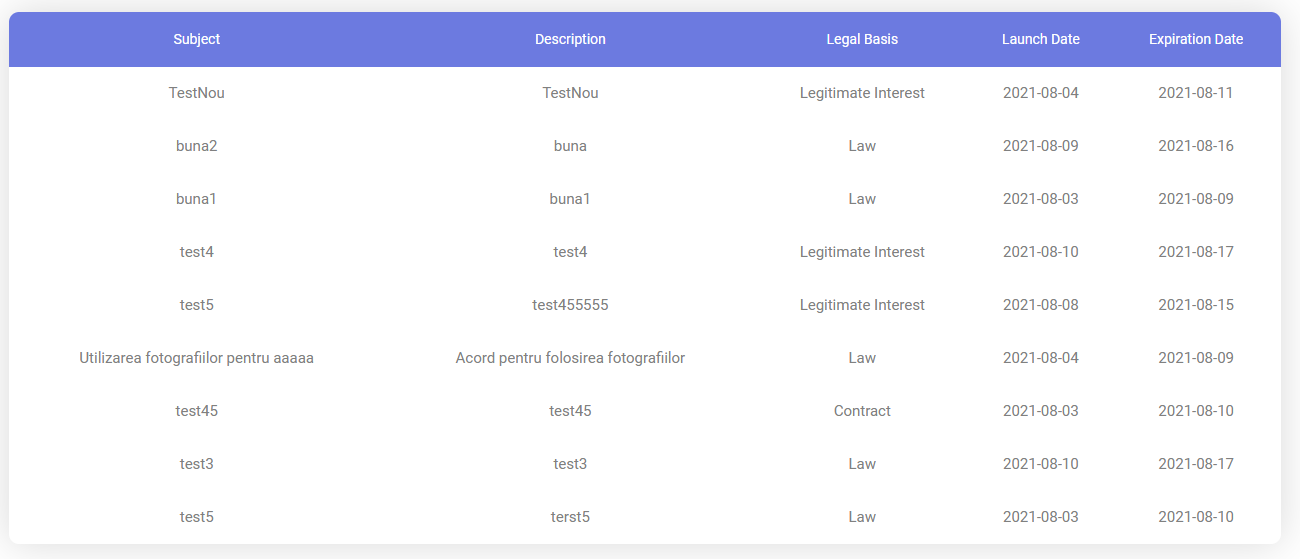 Subject Description Legal Basis Launch Date Expiration Date
TestNou TestNou Legitimate Interest 2021-08-04 2021-08-11
buna2 buna Law 2021-08-09 2021-08-16
buna1 buna1 Law 2021-08-03 2021-08-09
test4 test4 Legitimate Interest 2021-08-10 2021-08-17
test5 test455555 Legitimate Interest 2021-08-08 2021-08-15
Utilizarea fotografiilor pentru aaaaa Acord pentru folosirea fotografiilor Law 2021-08-04 2021-08-09
test45 test45 Contract 2021-08-03 2021-08-10
test3 test3 Law 2021-08-10 2021-08-17
test5 terst5 Law 2021-08-03 2021-08-10